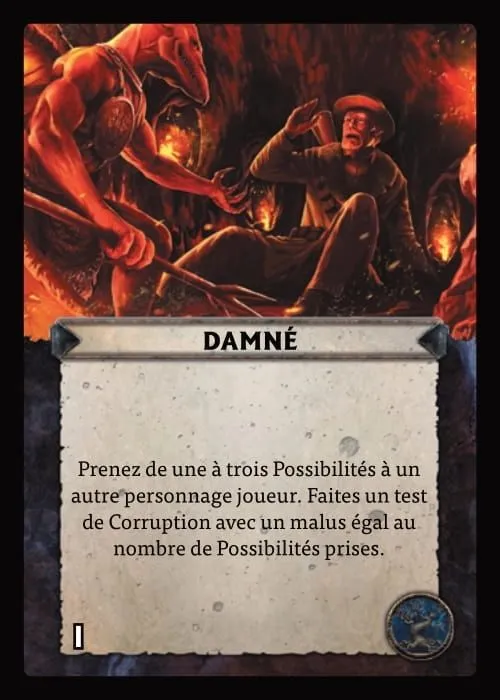 DAMNÉ
Prenez de une à trois Possibilités à un
autre personnage joueur. Faites un test
de Corruption avec un malus égal au
nombre de Possibilités prises.